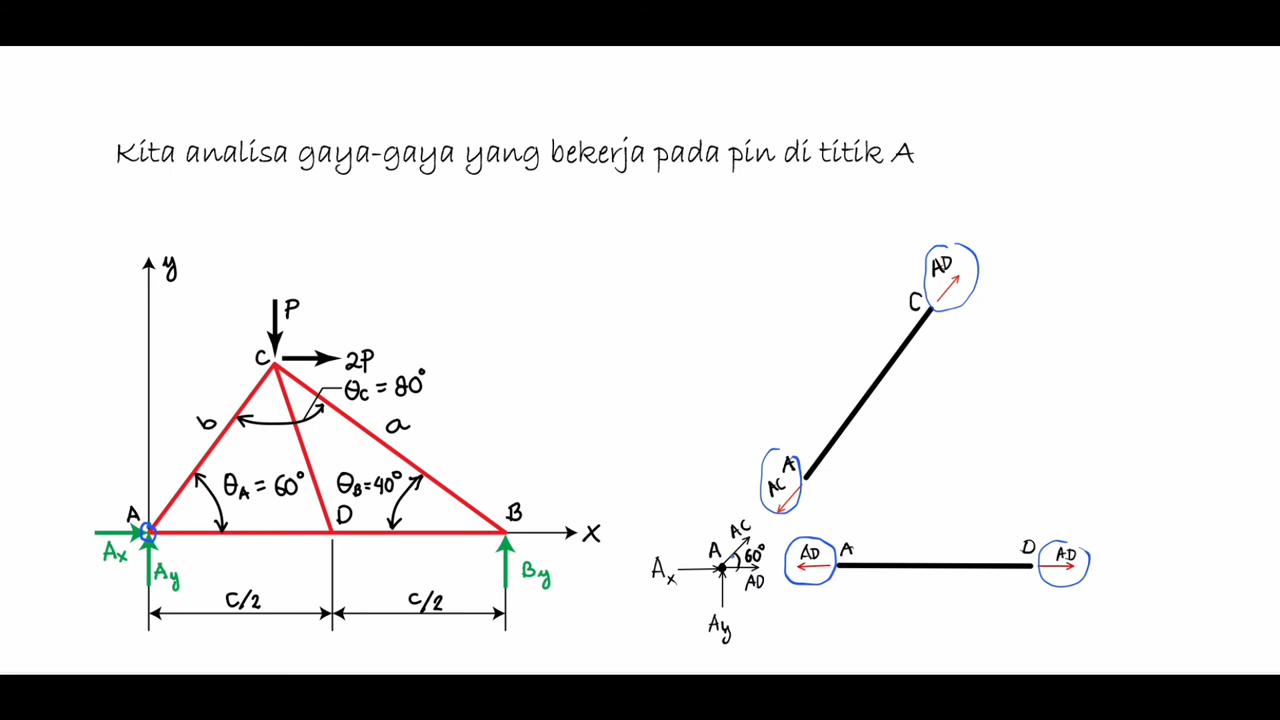 Kita analisa gaya-gaya yang bekerja pada pin di titik A
y
P
C
2P
θC = 80°
b
a
θA = 60°
θB = 40°
A
D
B
X
Ax
Ay
By
C/2
C/2
AD
C
A
AC
A
AC
60°
Ax
AD
Ay
AD
A
D
AD